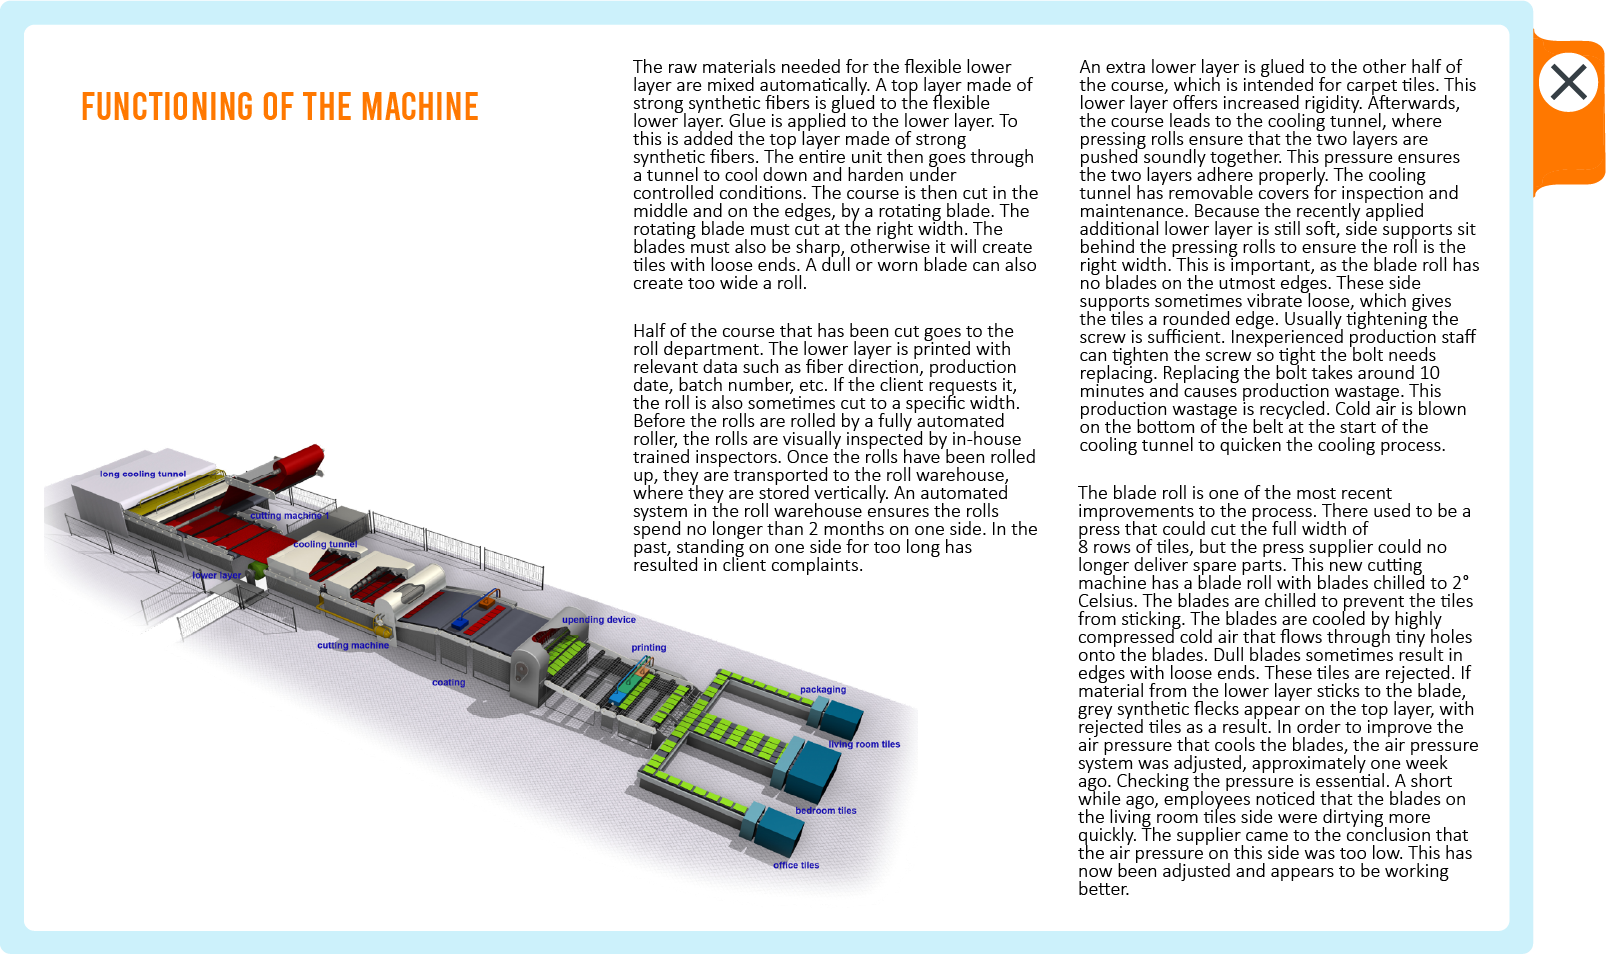 FUNCTIONING OF THE MACHINE
The raw materials needed for the flexible lower
layer are mixed automatically. A top layer made of
strong synthetic fibers is glued to the flexible
lower layer. Glue is applied to the lower layer. To
this is added the top layer made of strong
synthetic fibers. The entire unit then goes through
a tunnel to cool down and harden under
controlled conditions. The course is then cut in the
middle and on the edges, by a rotating blade. The
rotating blade must cut at the right width. The
blades must also be sharp, otherwise it will create
tiles with loose ends. A dull or worn blade can also
create too wide a roll.
Half of the course that has been cut goes to the
roll department. The lower layer is printed with
relevant data such as fiber direction, production
date, batch number, etc. If the client requests it,
the roll is also sometimes cut to a specific width.
Before the rolls are rolled by a fully automated
roller, the rolls are visually inspected by in-house
trained inspectors. Once the rolls have been rolled
up, they are transported to the roll warehouse,
where they are stored vertically. An automated
system in the roll warehouse ensures the rolls
spend no longer than 2 months on one side. In the
past, standing on one side for too long has
resulted in client complaints.
An extra lower layer is glued to the other half of
the course, which is intended for carpet tiles. This
lower layer offers increased rigidity. Afterwards,
the course leads to the cooling tunnel, where
pressing rolls ensure that the two layers are
pushed soundly together. This pressure ensures
the two layers adhere properly. The cooling
tunnel has removable covers for inspection and
maintenance. Because the recently applied
additional lower layer is still soft, side supports sit
behind the pressing rolls to ensure the roll is the
right width. This is important, as the blade roll has
no blades on the utmost edges. These side
supports sometimes vibrate loose, which gives
the tiles a rounded edge. Usually tightening the
screw is sufficient. Inexperienced production staff
can tighten the screw so tight the bolt needs
replacing. Replacing the bolt takes around 10
minutes and causes production wastage. This
production wastage is recycled. Cold air is blown
on the bottom of the belt at the start of the
cooling tunnel to quicken the cooling process.
The blade roll is one of the most recent
improvements to the process. There used to be a
press that could cut the full width of
8 rows of tiles, but the press supplier could no
longer deliver spare parts. This new cutting
machine has a blade roll with blades chilled to 2°
Celsius. The blades are chilled to prevent the tiles
from sticking. The blades are cooled by highly
compressed cold air that flows through tiny holes
onto the blades. Dull blades sometimes result in
edges with loose ends. These tiles are rejected. If
material from the lower layer sticks to the blade,
grey synthetic flecks appear on the top layer, with
rejected tiles as a result. In order to improve the
air pressure that cools the blades, the air pressure
system was adjusted, approximately one week
ago. Checking the pressure is essential. A short
while ago, employees noticed that the blades on
the living room tiles side were dirtying more
quickly. The supplier came to the conclusion that
the air pressure on this side was too low. This has
now been adjusted and appears to be working
better.
long cooling tunnel
cutting machine 1
cooling tunnel
lower layer
cutting machine
coating
upending device
printing
packaging
living room tiles
bedroom tiles
office tiles